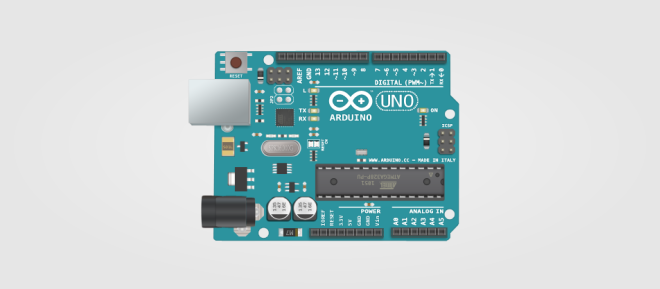 RESET
AREF
GND
13
12
~11
~10
~9
8
7
~6
~5
4
~3
2
TX→1
RX←0
DIGITAL (PWM~)
L
TX
RX
UNO
ARDUINO
ON
ICSP
WWW.ARDUINO.CC – MADE IN ITALY
POWER
ANALOG IN
IOREF
RESET
3.3V
5V
GND
GND
Vin
A0
A1
A2
A3
A4
A5